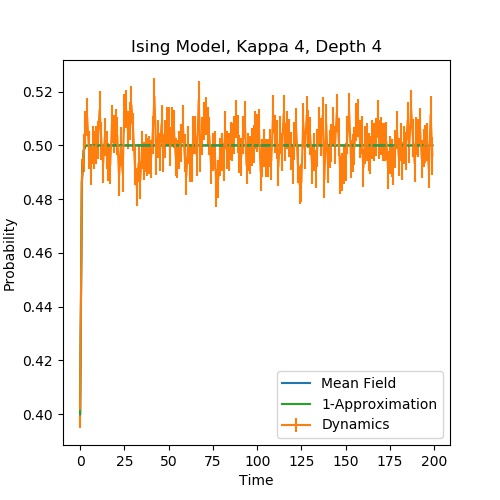 Ising Model, Kappa 4, Depth 4
0.52
0.50
0.48
0.46
0.44
0.42
0.40
Probability
Mean Field
1-Approximation
Dynamics
0 25 50 75 100 125 150 175 200
Time